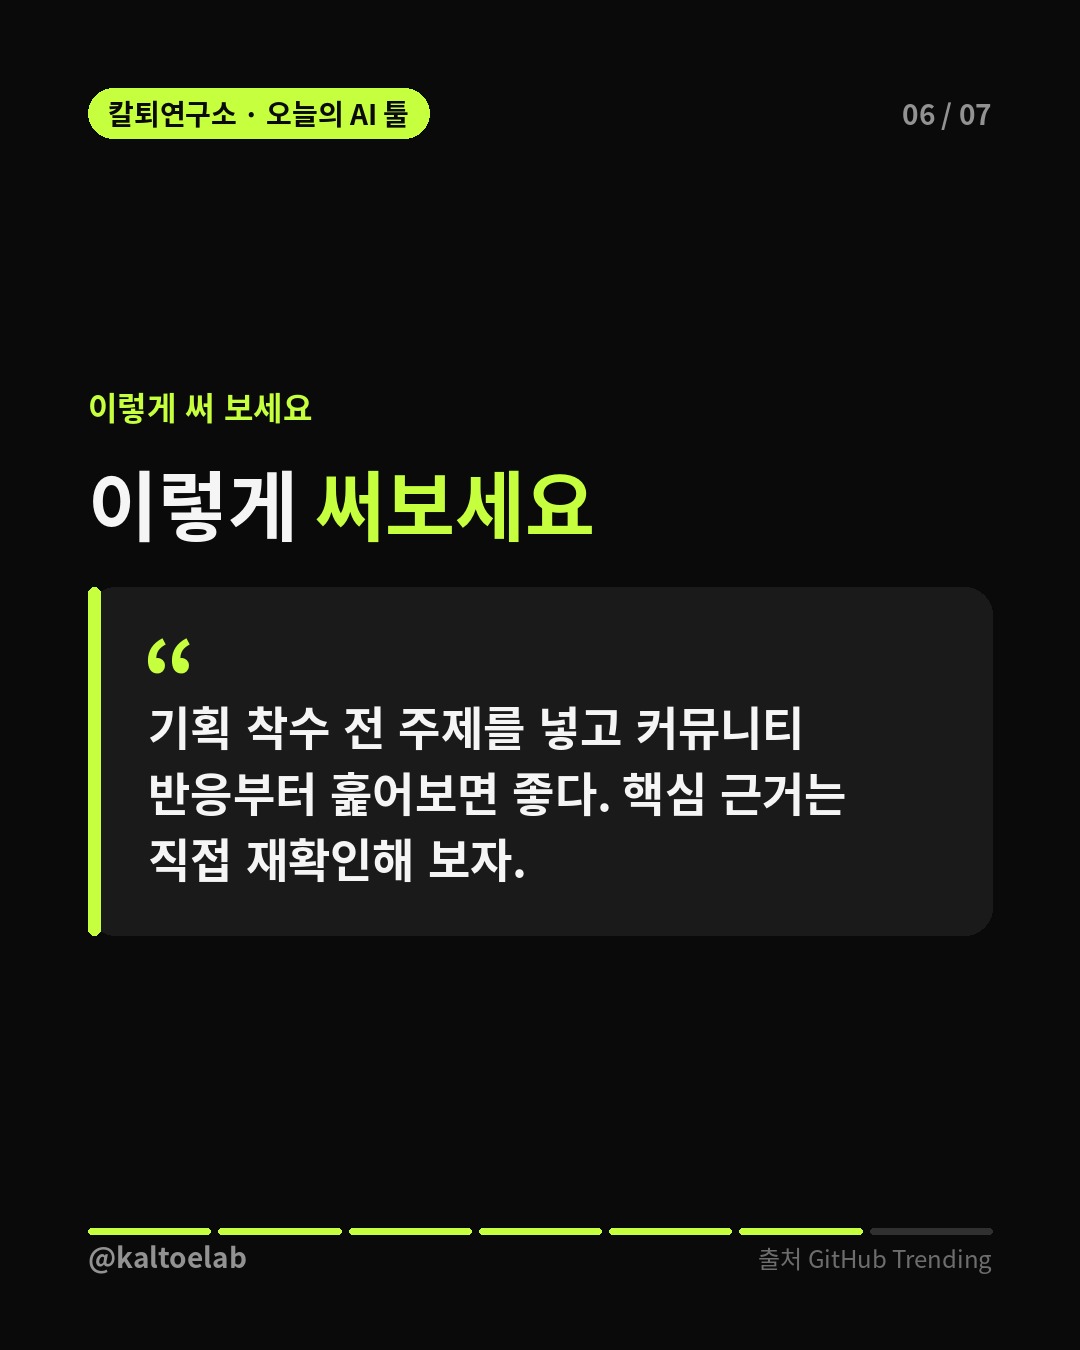 칼퇴연구소 · 오늘의 AI 툴
06 / 07
이렇게 써 보세요
이렇게 써보세요
“
기획 착수 전 주제를 넣고 커뮤니티
반응부터 훑어보면 좋다. 핵심 근거는
직접 재확인해 보자.
@kaltoelab
출처 GitHub Trending